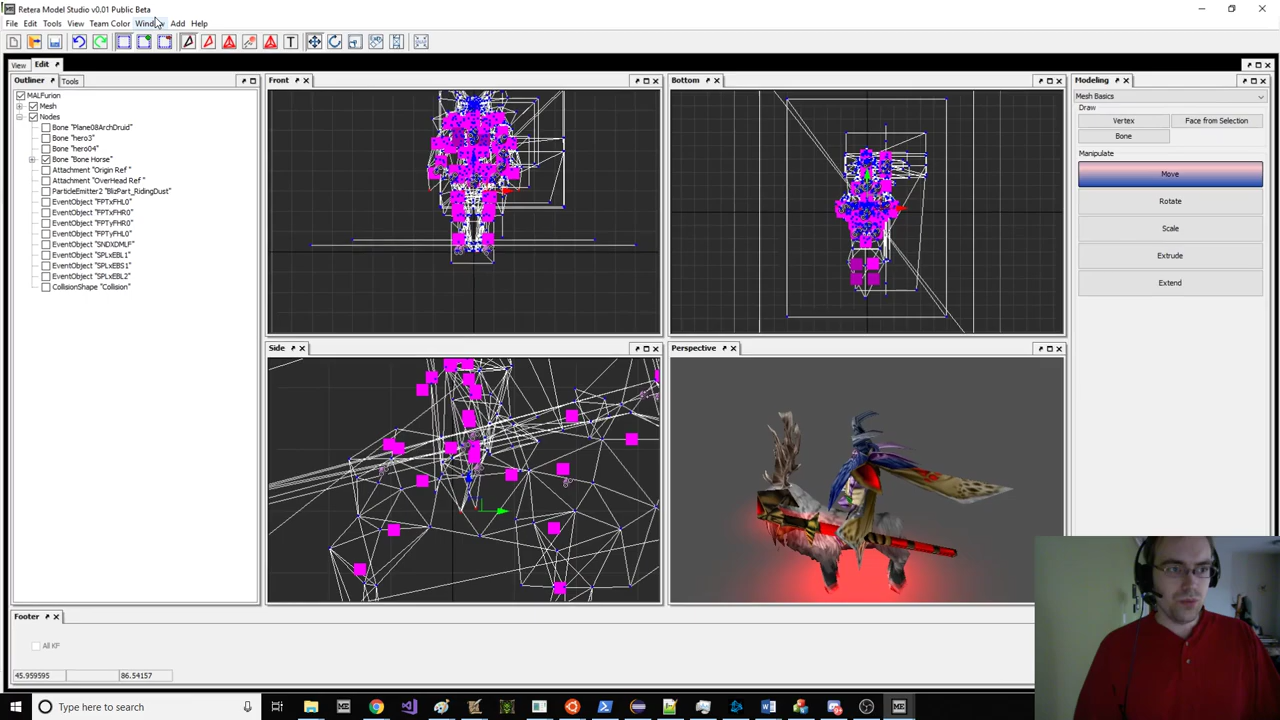 Retera Model Studio v0.01 Public Beta
File Edit Tools View Team Color Window Add Help
View Edit
Outliner Tools
MALFurion
Mesh
Nodes
Bone "Plane08ArchDruid"
Bone "hero3"
Bone "hero04"
Bone "Bone Horse"
Attachment "Origin Ref "
Attachment "OverHead Ref "
ParticleEmitter2 "BlizPart_RidingDust"
EventObject "FPTxFHL0"
EventObject "FPTxFHR0"
EventObject "FPTyFHR0"
EventObject "FPTyFHL0"
EventObject "SNDXDMLF"
EventObject "SPLxEBL1"
EventObject "SPLxEBS1"
EventObject "SPLxEBL2"
CollisionShape "Collision"
Front
Bottom
Side
Perspective
Modeling
Mesh Basics
Draw
Vertex Face from Selection
Bone
Manipulate
Move
Rotate
Scale
Extrude
Extend
Footer
All KF
45.959595 86.54157
Type here to search